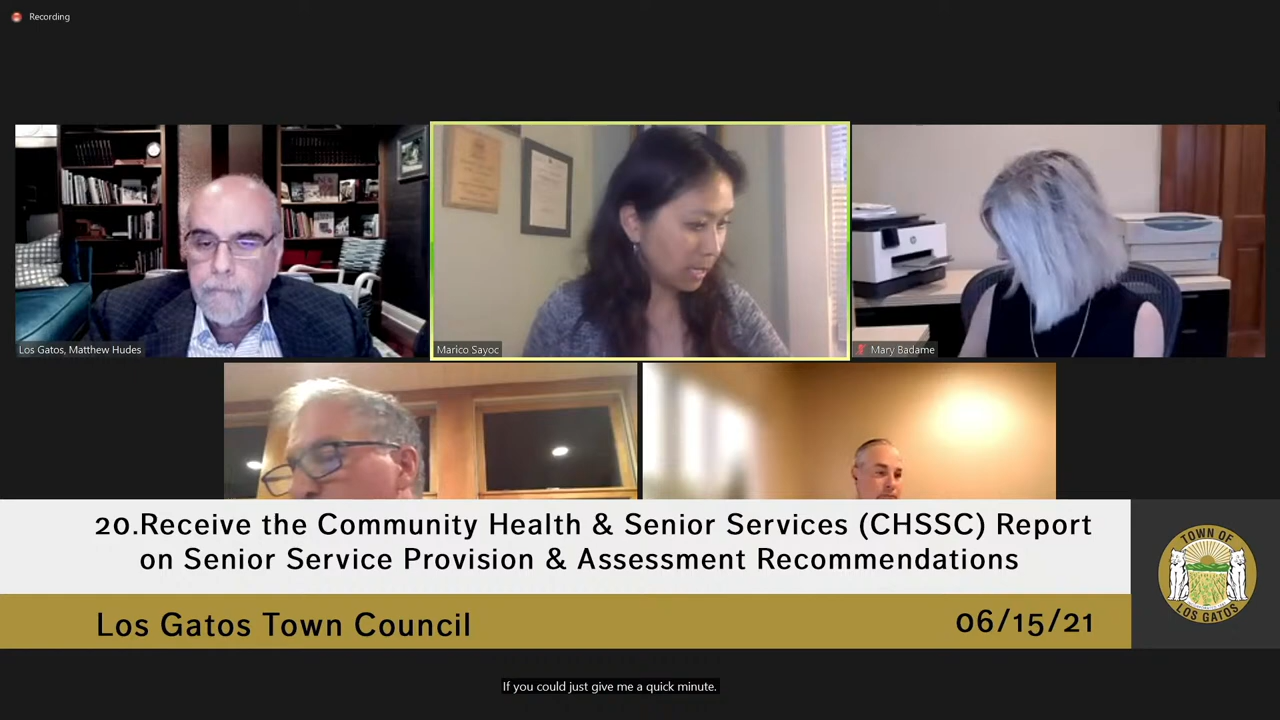 Recording
Los Gatos, Matthew Hudes
Marico Sayoc
Mary Badame
20.Receive the Community Health & Senior Services (CHSSC) Report
on Senior Service Provision & Assessment Recommendations
Los Gatos Town Council
06/15/21
TOWN OF
LOS GATOS
If you could just give me a quick minute.